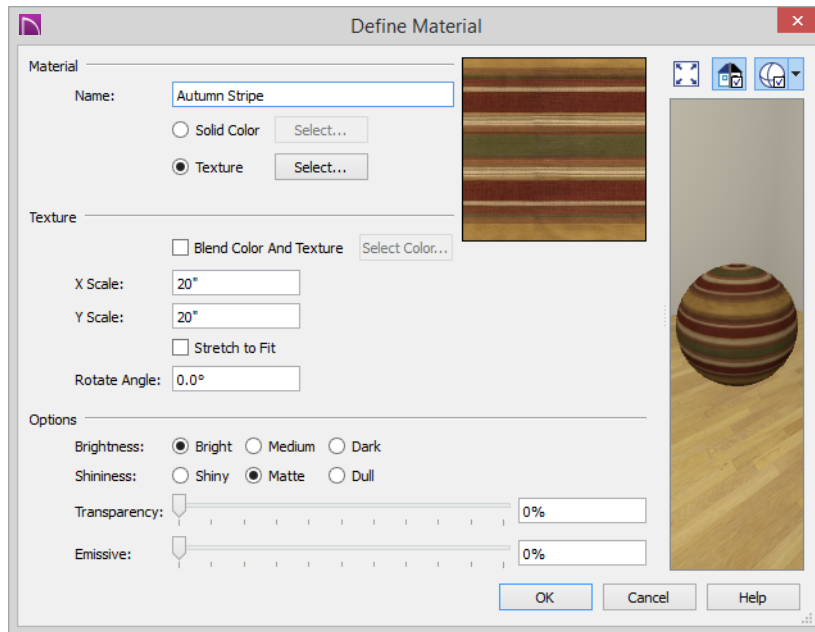 Define Material
Material
Name: Autumn Stripe
Solid Color Select...
Texture Select...
Texture
Blend Color And Texture Select Color...
X Scale: 20"
Y Scale: 20"
Stretch to Fit
Rotate Angle: 0.0°
Options
Brightness: Bright Medium Dark
Shininess: Shiny Matte Dull
Transparency: 0%
Emissive: 0%
OK Cancel Help